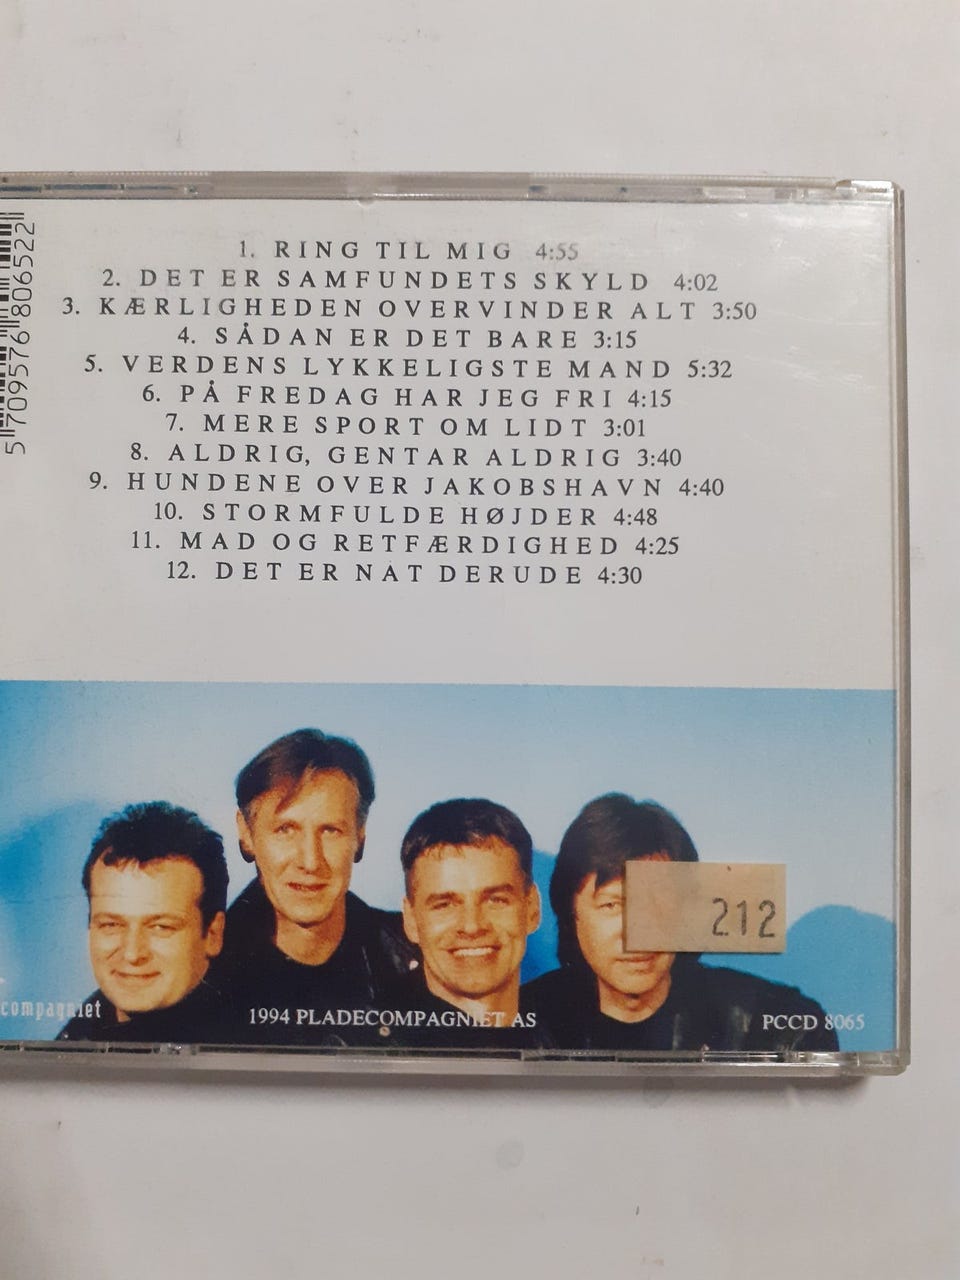 1. RING TIL MIG 4:55
2. DET ER SAMFUNDETS SKYLD 4:02
3. KÆRLIGHEDEN OVERVINDER ALT 3:50
4. SÅDAN ER DET BARE 3:15
5. VERDENS LYKKELIGSTE MAND 5:32
6. PÅ FREDAG HAR JEG FRI 4:15
7. MERE SPORT OM LIDT 3:01
8. ALDRIG, GENTAR ALDRIG 3:40
9. HUNDENE OVER JAKOBSHAVN 4:40
10. STORMFULDE HØJDER 4:48
11. MAD OG RETFÆRDIGHED 4:25
12. DET ER NAT DERUDE 4:30
5 709576 806522
212
compagniet
1994 PLADECOMPAGNIET AS
PCCD 8065